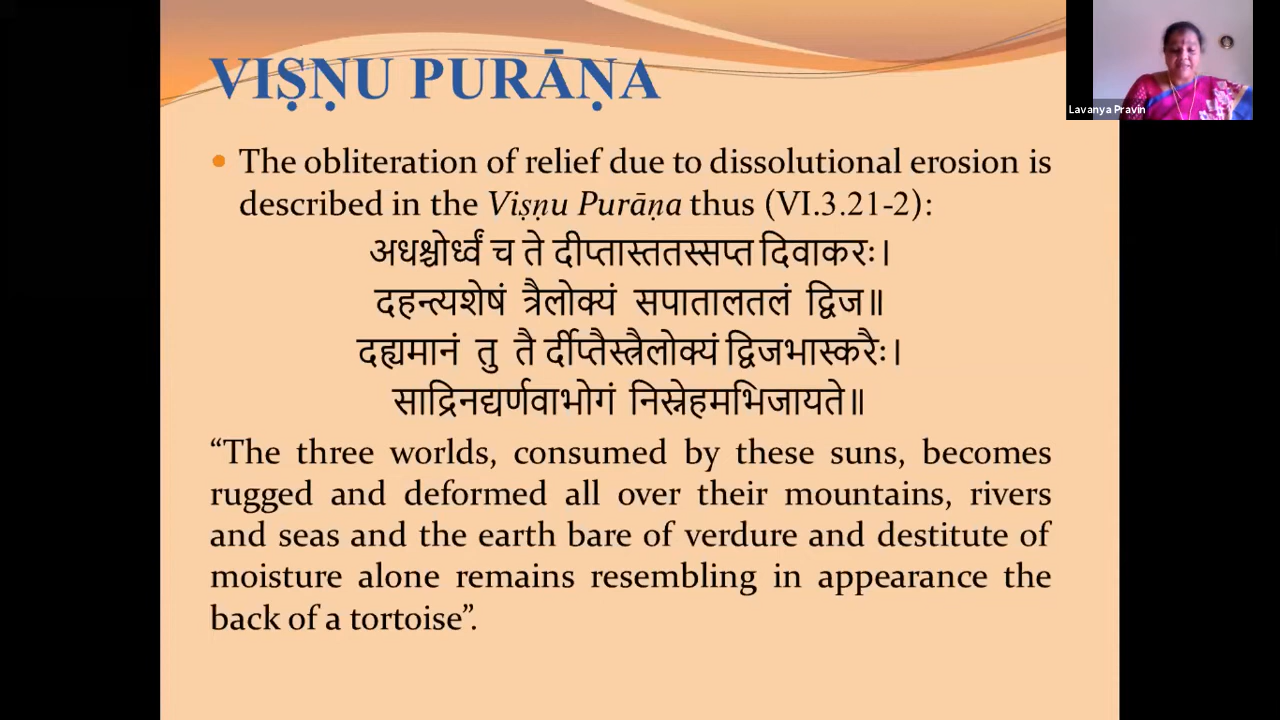 VIṢṆU PURĀṆA
Lavanya Pravin
• The obliteration of relief due to dissolutional erosion is
described in the Viṣṇu Purāṇa thus (VI.3.21-2):
अधश्चोर्ध्वं च ते दीप्तास्ततस्सप्त दिवाकरः।
दहन्त्यशेषं त्रैलोक्यं सपातालतलं द्विज॥
दह्यमानं तु तै र्दीप्तैस्त्रैलोक्यं द्विजभास्करैः।
साद्रिनद्यर्णवाभोगं निस्नेहमभिजायते॥
“The three worlds, consumed by these suns, becomes
rugged and deformed all over their mountains, rivers
and seas and the earth bare of verdure and destitute of
moisture alone remains resembling in appearance the
back of a tortoise”.